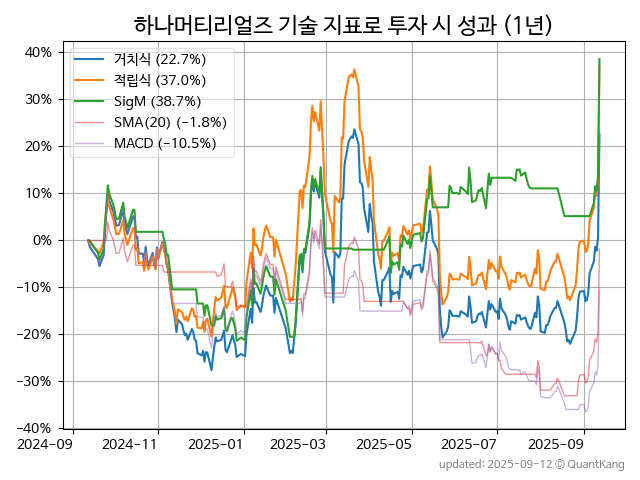 하나머티리얼즈 기술 지표로 투자 시 성과 (1년)
거치식 (22.7%)
적립식 (37.0%)
SigM (38.7%)
SMA(20) (−1.8%)
MACD (−10.5%)
40%
30%
20%
10%
0%
−10%
−20%
−30%
−40%
2024-09 2024-11 2025-01 2025-03 2025-05 2025-07 2025-09
updated: 2025-09-12 © QuantKang